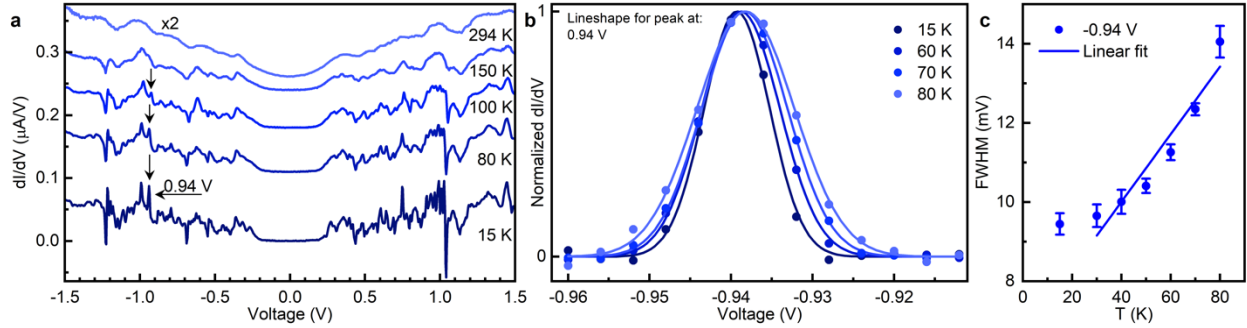 a
x2
294 K
150 K
100 K
80 K
0.94 V
15 K
dI/dV (µA/V)
0.3
0.2
0.1
0.0
-1.5 -1.0 -0.5 0.0 0.5 1.0 1.5
Voltage (V)
b
Lineshape for peak at:
0.94 V
15 K
60 K
70 K
80 K
Normalized dI/dV
1
0
-0.96 -0.95 -0.94 -0.93 -0.92
Voltage (V)
c
-0.94 V
Linear fit
FWHM (mV)
14
12
10
8
0 20 40 60 80
T (K)